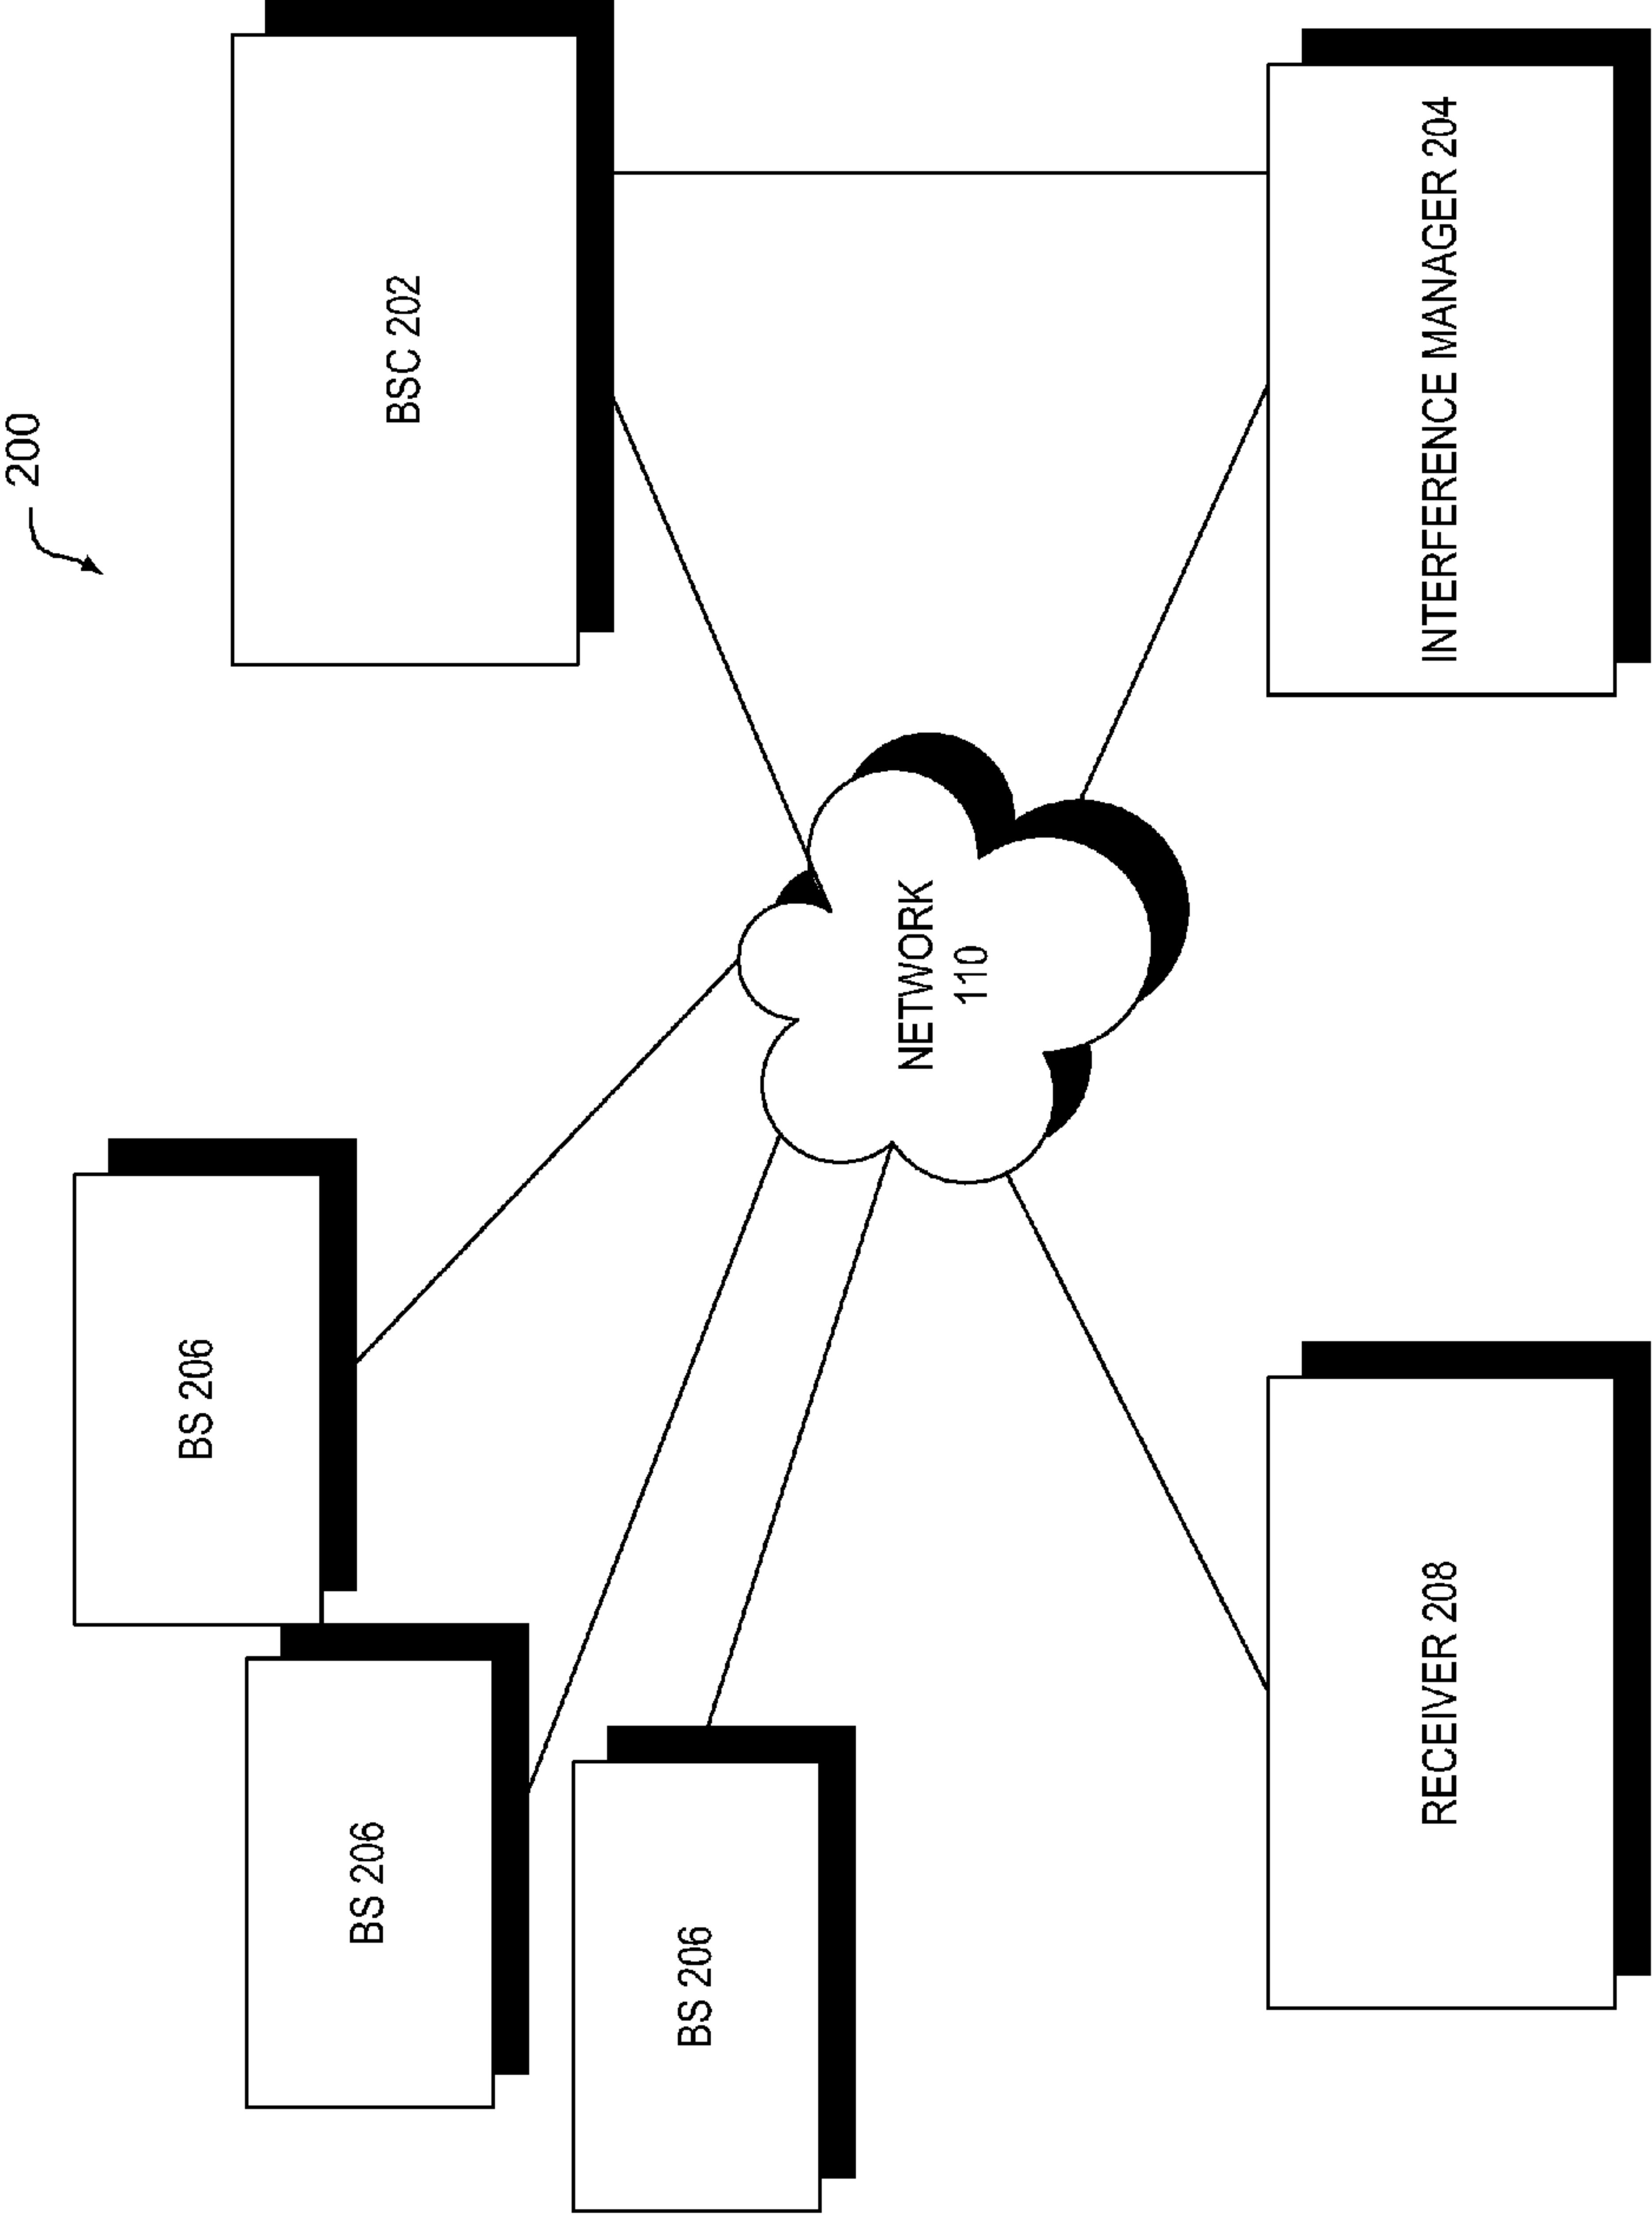 200
BS 206
BS 206
BS 206
BSC 202
NETWORK
110
RECEIVER 208
INTERFERENCE MANAGER 204